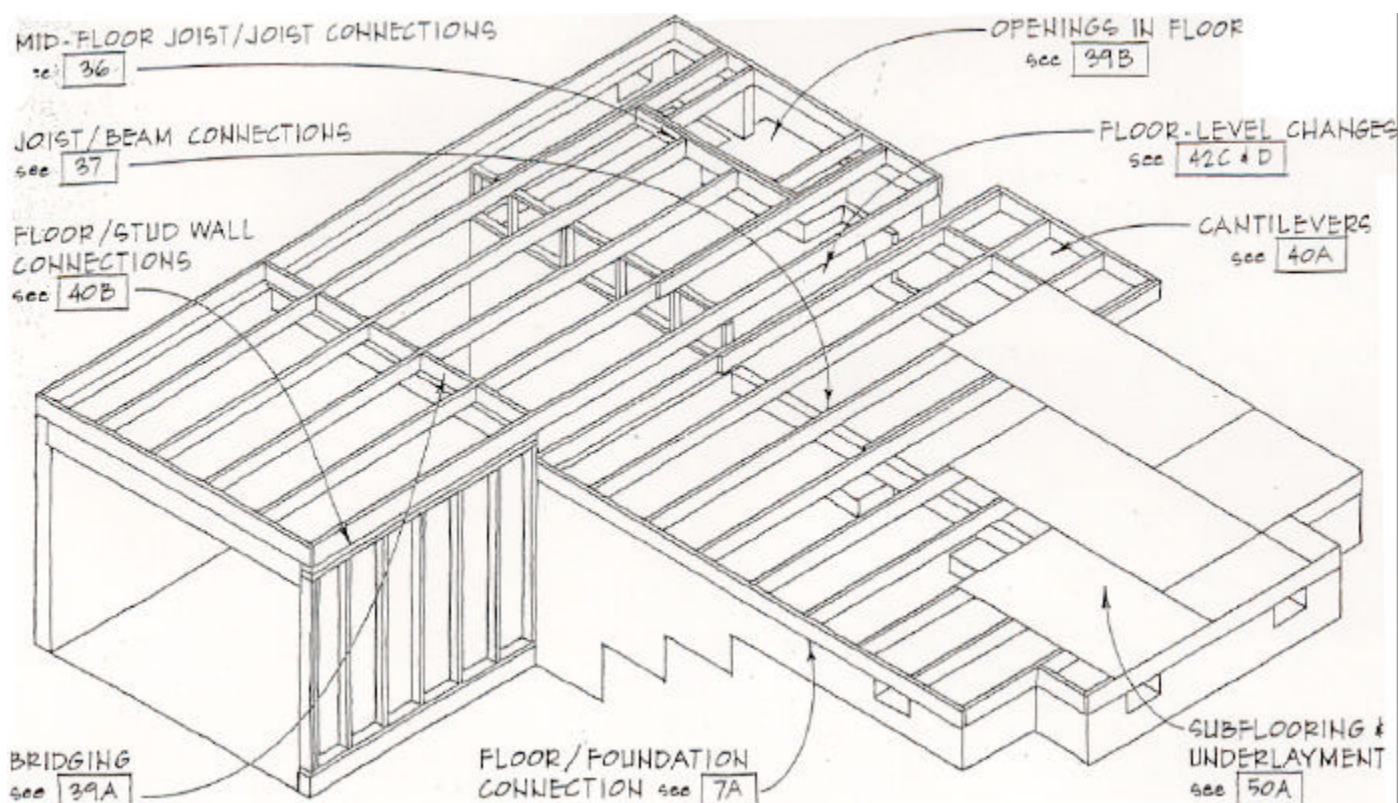 MID-FLOOR JOIST/JOIST CONNECTIONS
see 36
JOIST/BEAM CONNECTIONS
see 37
FLOOR/STUD WALL
CONNECTIONS
see 40B
OPENINGS IN FLOOR
see 39B
FLOOR-LEVEL CHANGES
see 42C & D
CANTILEVERS
see 40A
BRIDGING
see 39A
FLOOR/FOUNDATION
CONNECTION see 7A
SUBFLOORING &
UNDERLAYMENT
see 50A